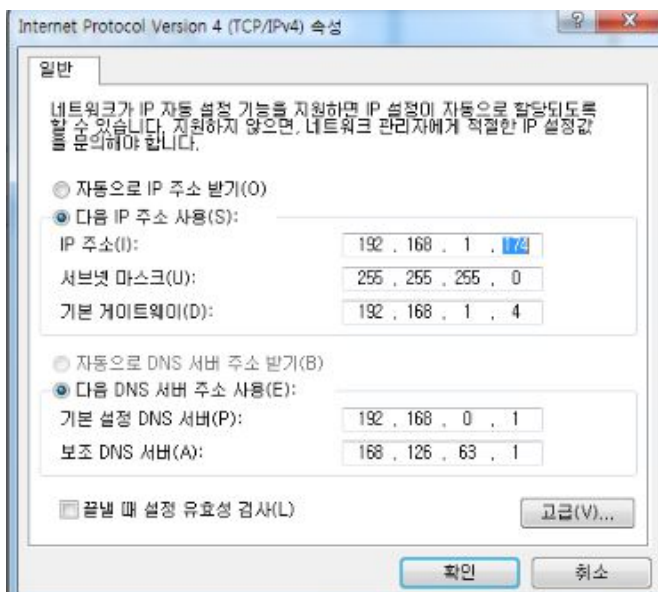 Internet Protocol Version 4 (TCP/IPv4) 속성
일반
네트워크가 IP 자동 설정 기능을 지원하면 IP 설정이 자동으로 할당되도록
할 수 있습니다. 지원하지 않으면, 네트워크 관리자에게 적절한 IP 설정값
을 문의해야 합니다.
자동으로 IP 주소 받기(O)
다음 IP 주소 사용(S):
IP 주소(I): 192 . 168 . 1 . 174
서브넷 마스크(U): 255 . 255 . 255 . 0
기본 게이트웨이(D): 192 . 168 . 1 . 4
자동으로 DNS 서버 주소 받기(B)
다음 DNS 서버 주소 사용(E):
기본 설정 DNS 서버(P): 192 . 168 . 0 . 1
보조 DNS 서버(A): 168 . 126 . 63 . 1
끝낼 때 설정 유효성 검사(L)
고급(V)...
확인 취소